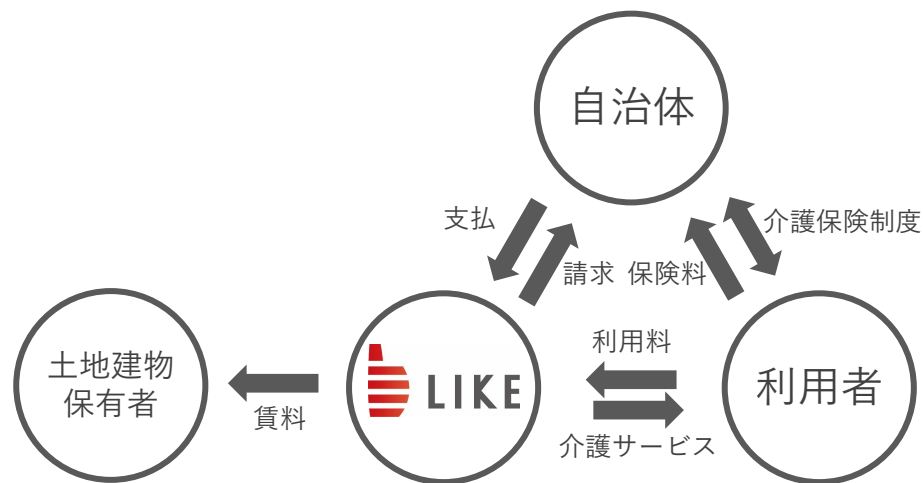 自治体
支払
介護保険制度
請求
保険料
土地建物
保有者
賃料
LIKE
利用料
介護サービス
利用者